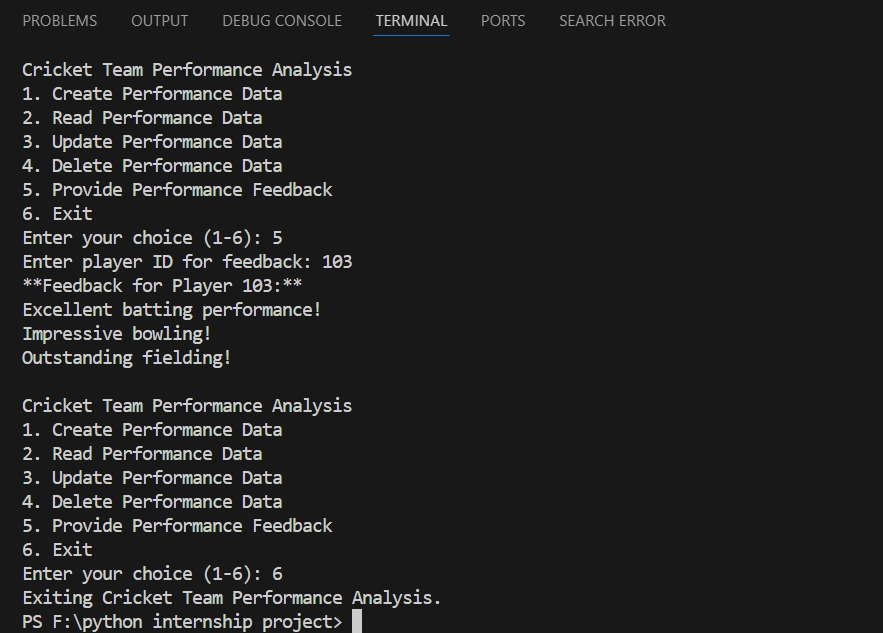 PROBLEMS OUTPUT DEBUG CONSOLE TERMINAL PORTS SEARCH ERROR
Cricket Team Performance Analysis
1. Create Performance Data
2. Read Performance Data
3. Update Performance Data
4. Delete Performance Data
5. Provide Performance Feedback
6. Exit
Enter your choice (1-6): 5
Enter player ID for feedback: 103
**Feedback for Player 103:**
Excellent batting performance!
Impressive bowling!
Outstanding fielding!
Cricket Team Performance Analysis
1. Create Performance Data
2. Read Performance Data
3. Update Performance Data
4. Delete Performance Data
5. Provide Performance Feedback
6. Exit
Enter your choice (1-6): 6
Exiting Cricket Team Performance Analysis.
PS F:\python internship project>